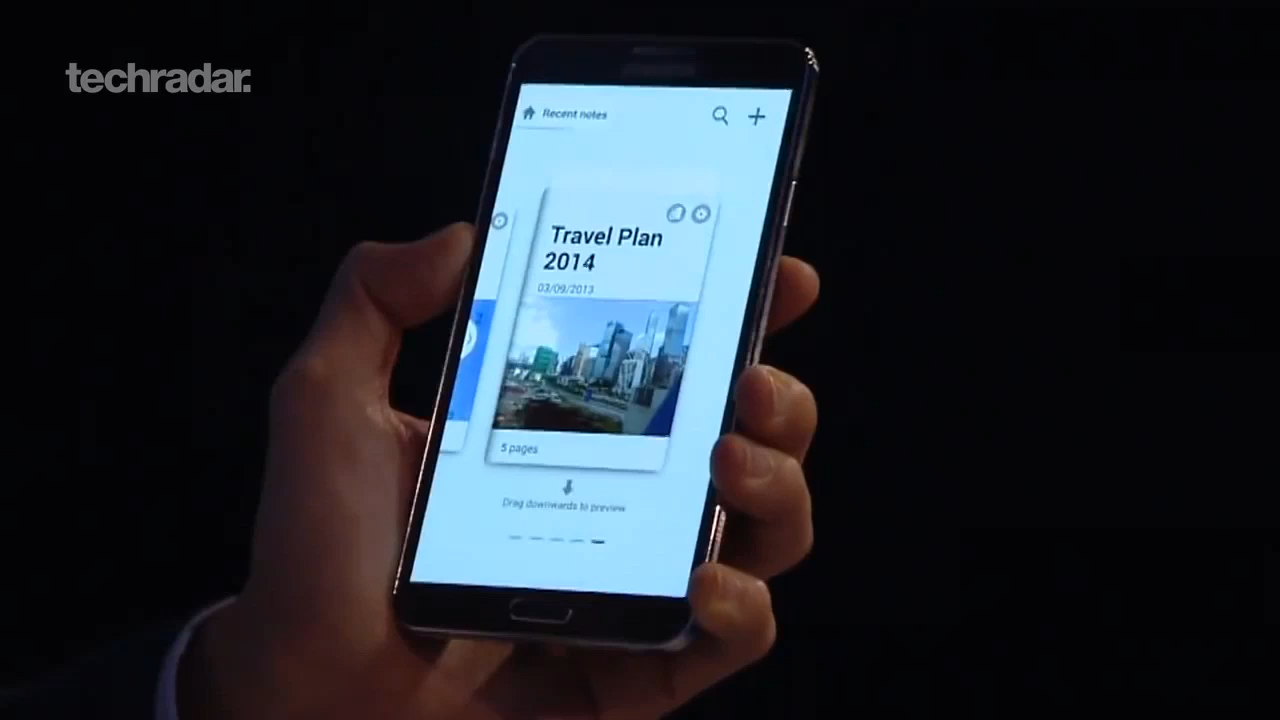 techradar.
Recent notes
Travel Plan
2014
03/09/2013
5 pages
Drag downwards to preview